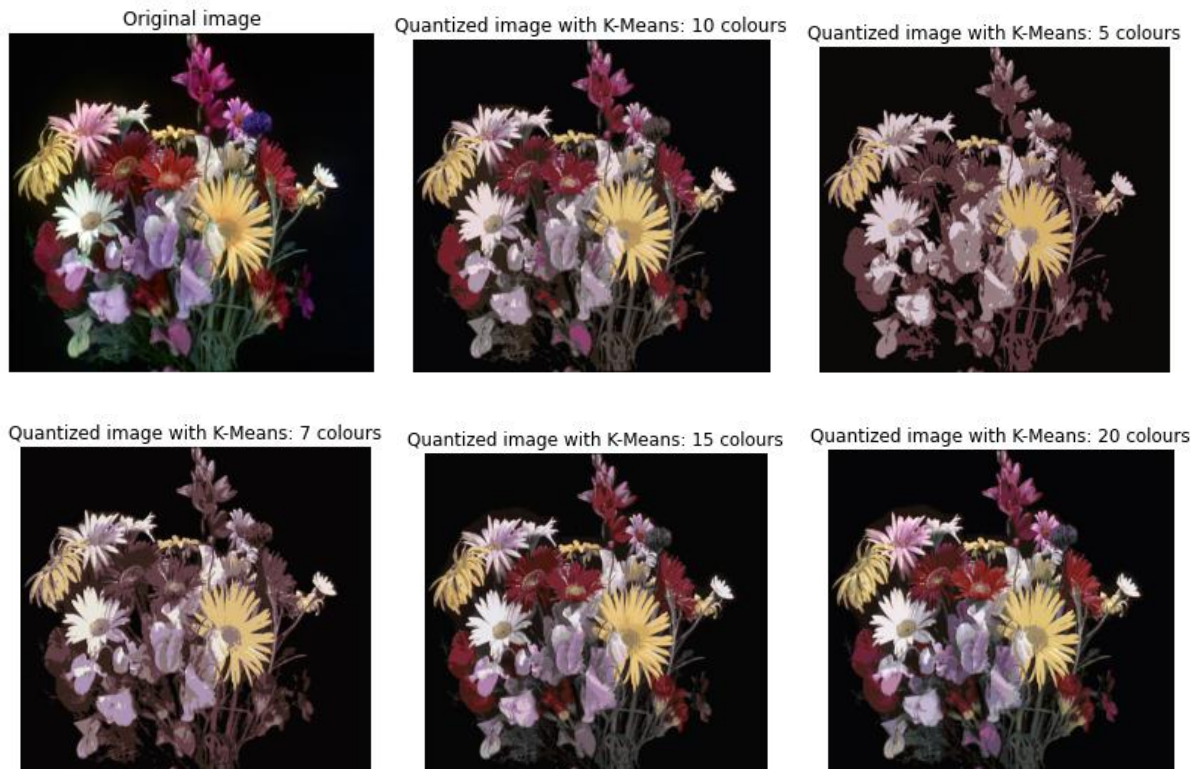 Original image
Quantized image with K-Means: 10 colours
Quantized image with K-Means: 5 colours
Quantized image with K-Means: 7 colours
Quantized image with K-Means: 15 colours
Quantized image with K-Means: 20 colours